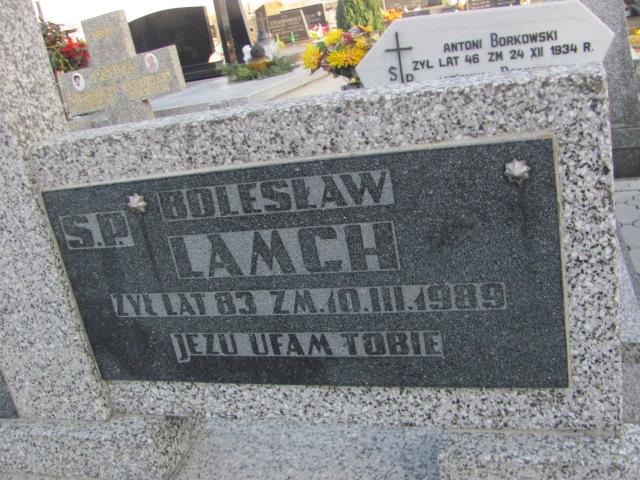 ANTONI BORKOWSKI
ŻYŁ LAT 46 ZM 24 XII 1934 R.
Ś P
Ś.P. BOLESŁAW
LAMCH
ŻYŁ LAT 83 ZM.10.III.1989
JEZU UFAM TOBIE